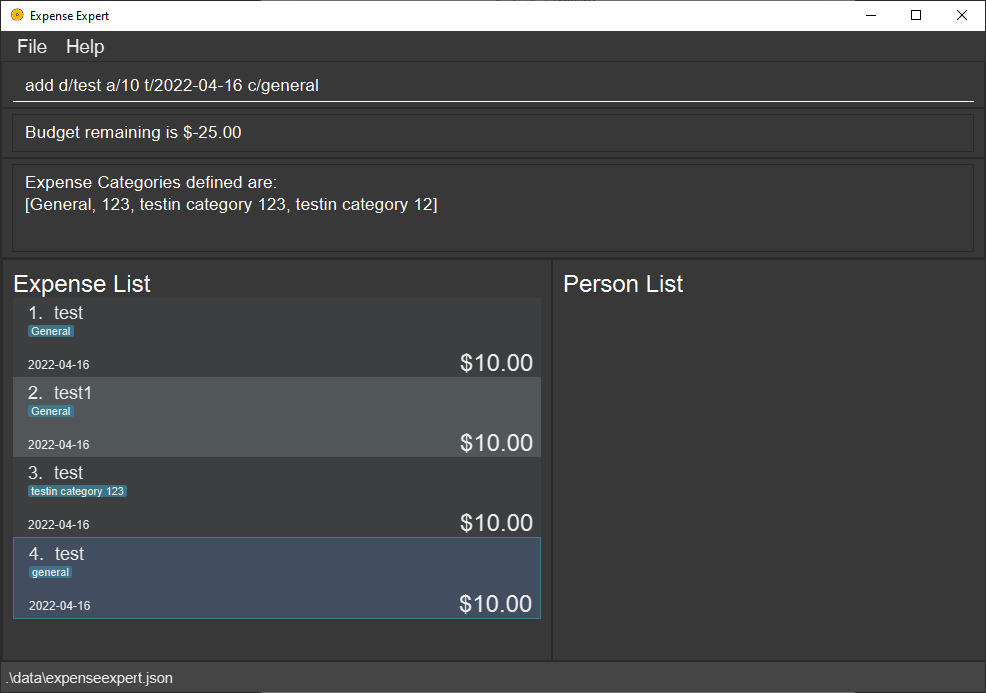 Expense Expert
File Help
add d/test a/10 t/2022-04-16 c/general
Budget remaining is $-25.00
Expense Categories defined are:
[General, 123, testin category 123, testin category 12]
Expense List
1. test
General
2022-04-16 $10.00
2. test1
General
2022-04-16 $10.00
3. test
testin category 123
2022-04-16 $10.00
4. test
general
2022-04-16 $10.00
Person List
.\data\expenseexpert.json